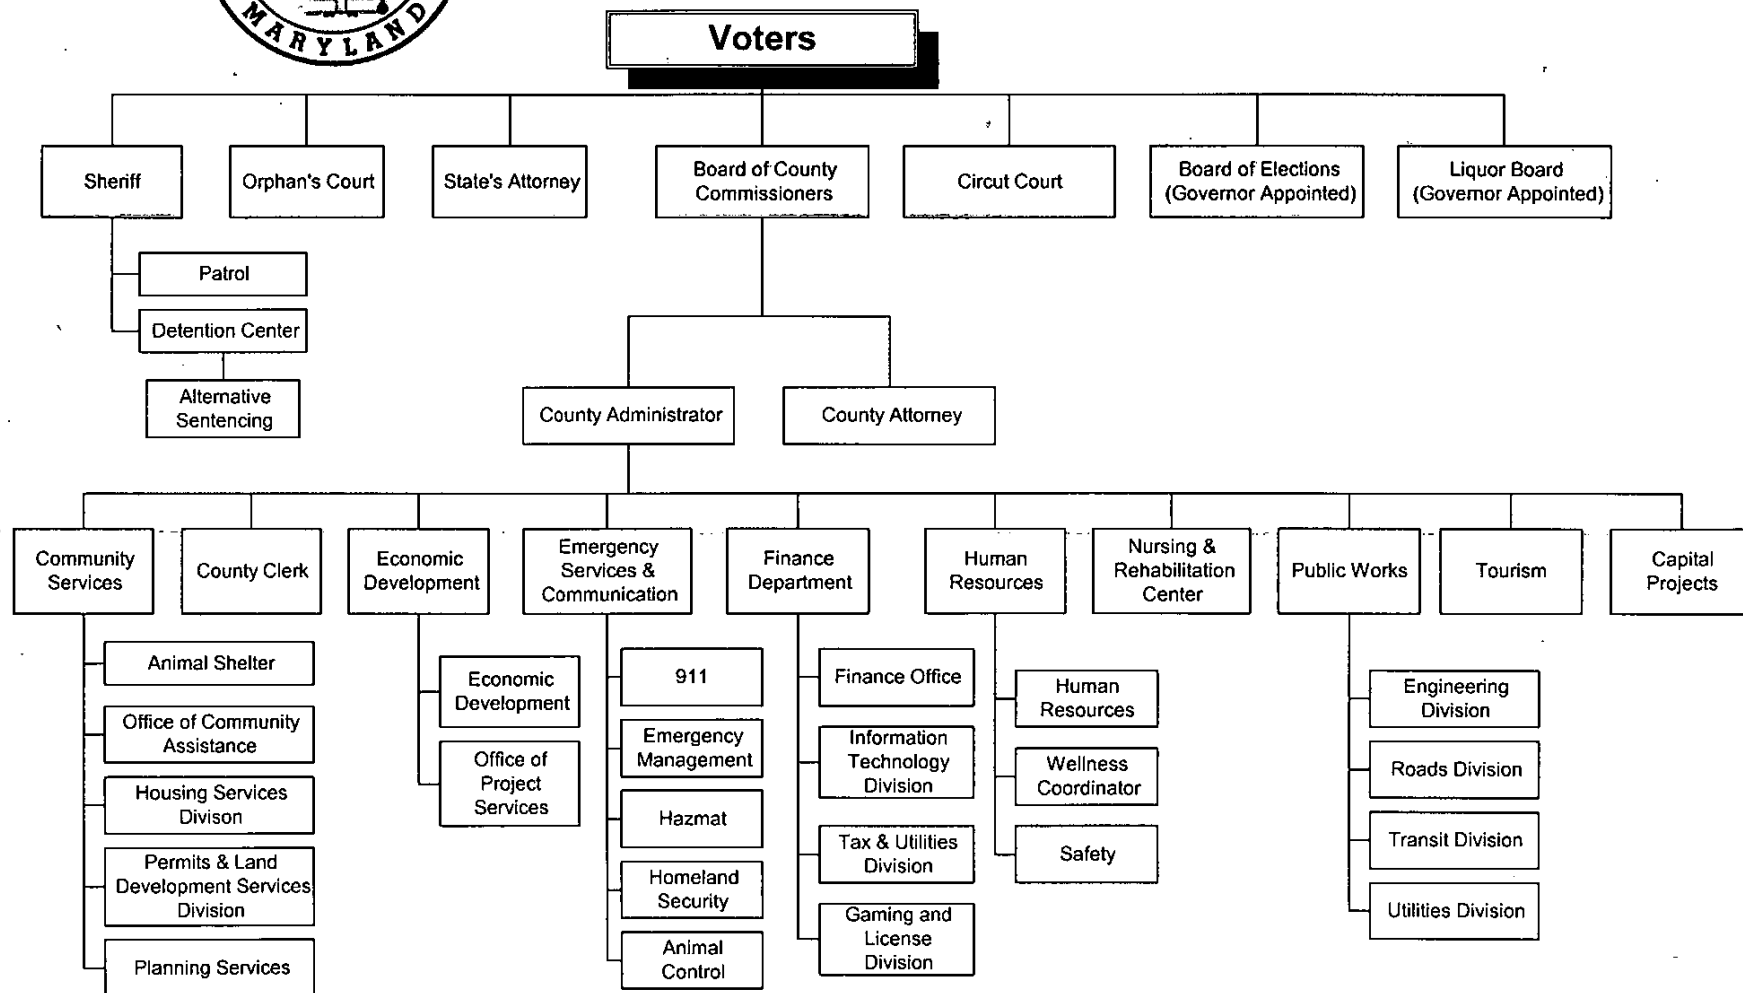 MARYLAND
Voters
Sheriff
Orphan's Court
State's Attorney
Board of County
Commissioners
Circut Court
Board of Elections
(Governor Appointed)
Liquor Board
(Governor Appointed)
Patrol
Detention Center
Alternative
Sentencing
County Administrator
County Attorney
Community
Services
County Clerk
Economic
Development
Emergency
Services &
Communication
Finance
Department
Human
Resources
Nursing &
Rehabilitation
Center
Public Works
Tourism
Capital
Projects
Animal Shelter
Office of Community
Assistance
Housing Services
Divison
Permits & Land
Development Services
Division
Planning Services
Economic
Development
Office of
Project
Services
911
Emergency
Management
Hazmat
Homeland
Security
Animal
Control
Finance Office
Information
Technology
Division
Tax & Utilities
Division
Gaming and
License
Division
Human
Resources
Wellness
Coordinator
Safety
Engineering
Division
Roads Division
Transit Division
Utilities Division